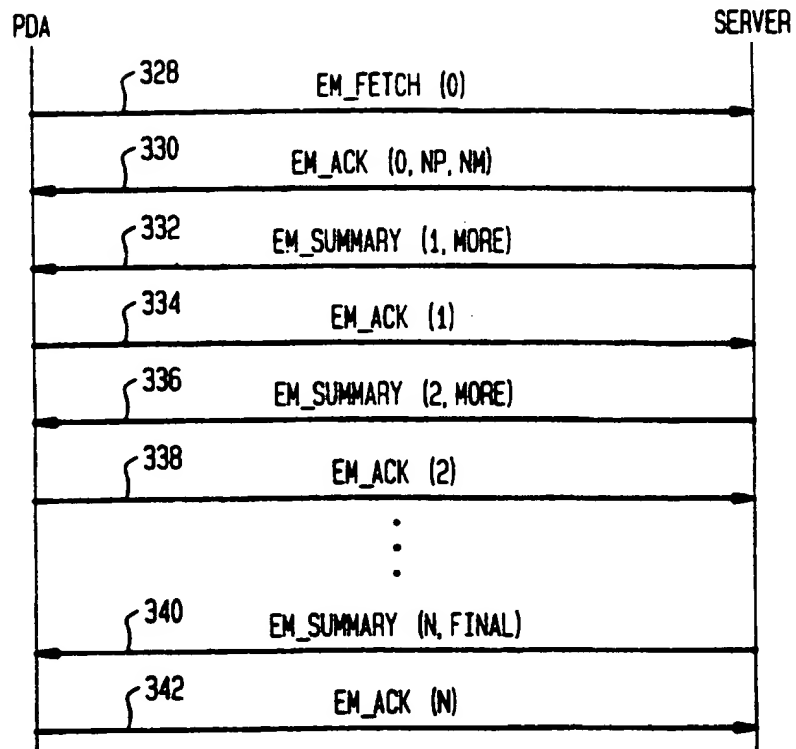 PDA SERVER
328 EM_FETCH (0)
330 EM_ACK (0, NP, NM)
332 EM_SUMMARY (1, MORE)
334 EM_ACK (1)
336 EM_SUMMARY (2, MORE)
338 EM_ACK (2)
340 EM_SUMMARY (N, FINAL)
342 EM_ACK (N)